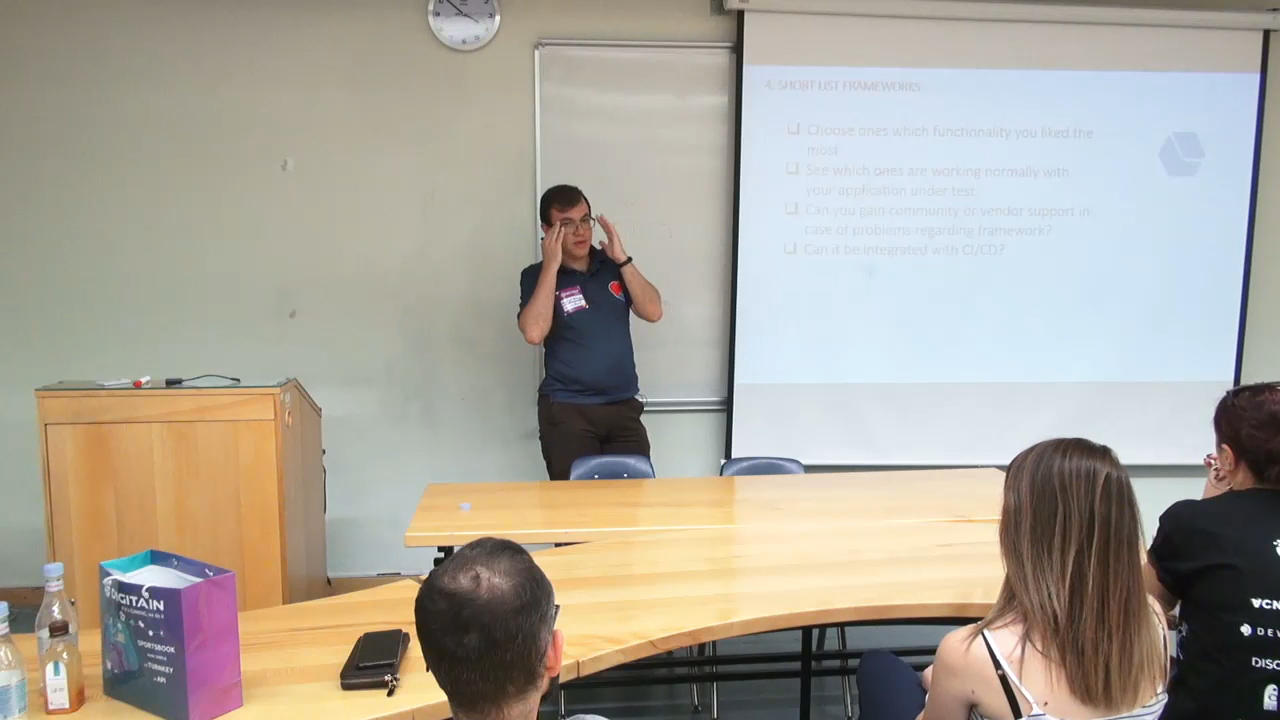 4. SHORT LIST FRAMEWORKS
❑ Choose ones which functionality you liked the
most
❑ See which ones are working normally with
your application under test
❑ Can you gain community or vendor support in
case of problems regarding framework?
❑ Can it be integrated with CI/CD?
DIGITAIN
SPORTSBOOK
TURNKEY
API
DISC